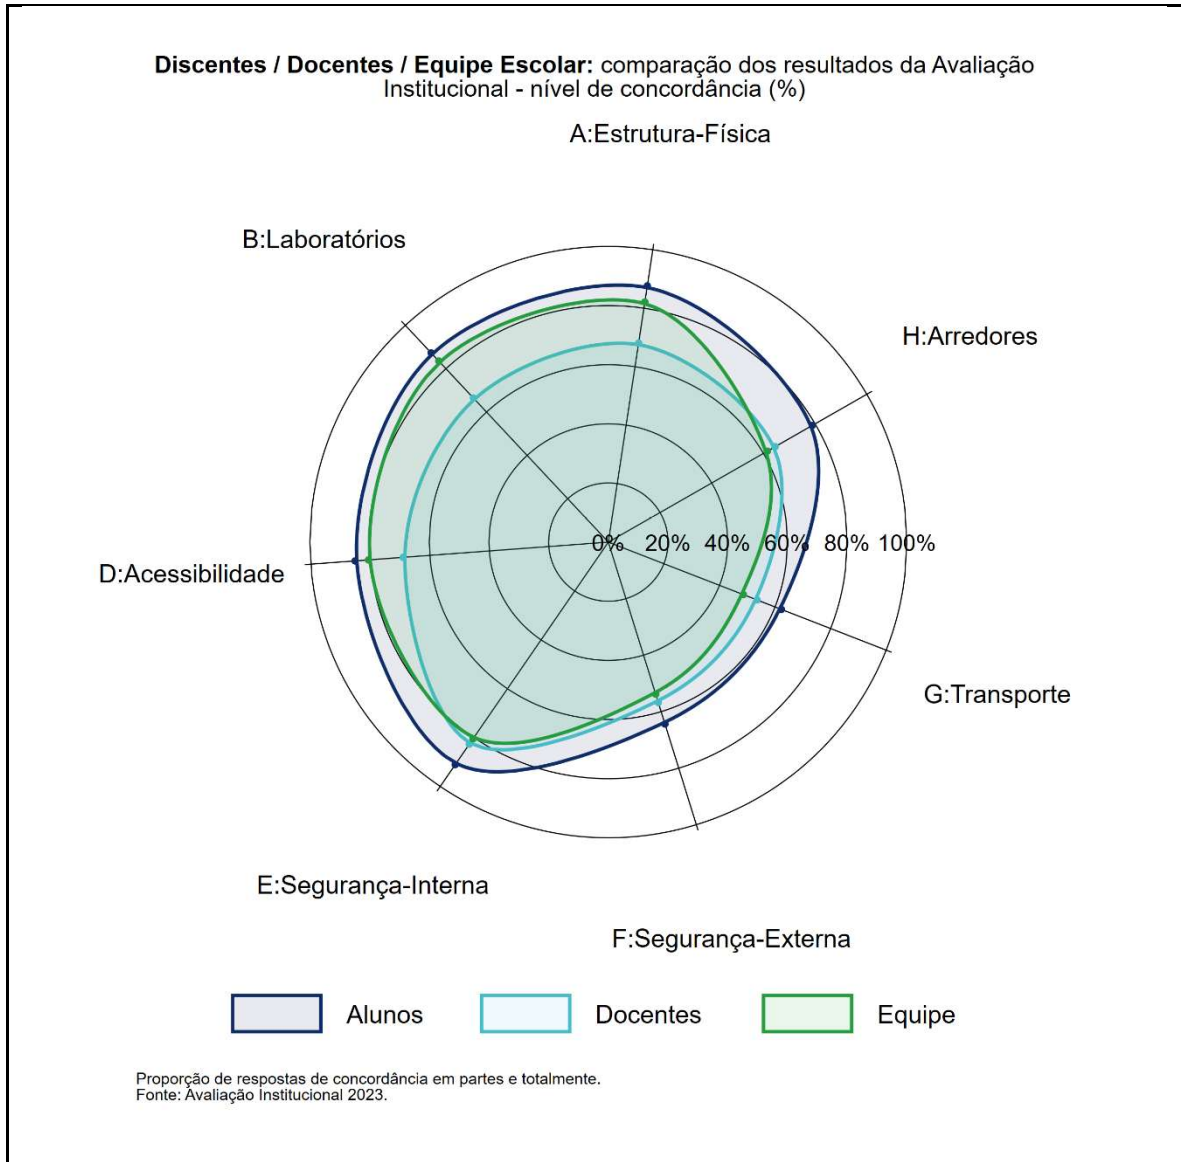 Discentes / Docentes / Equipe Escolar: comparação dos resultados da Avaliação
Institucional - nível de concordância (%)
A:Estrutura-Física
B:Laboratórios
H:Arredores
0% 20% 40% 60% 80% 100%
D:Acessibilidade
G:Transporte
E:Segurança-Interna
F:Segurança-Externa
Alunos Docentes Equipe
Proporção de respostas de concordância em partes e totalmente.
Fonte: Avaliação Institucional 2023.